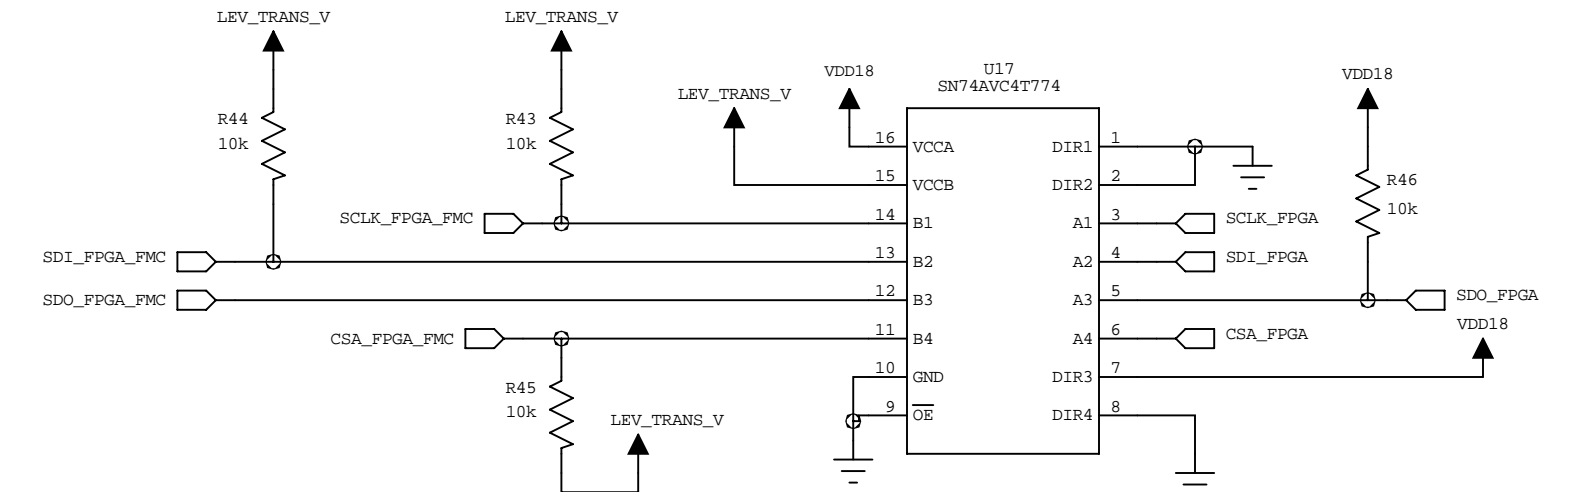 LEV_TRANS_V
LEV_TRANS_V
U17
SN74AVC4T774
VDD18
VDD18
LEV_TRANS_V
R44
10k
R43
10k
16
VCCA
DIR1
1
15
VCCB
DIR2
2
R46
10k
SCLK_FPGA_FMC
14
B1
A1
3
SCLK_FPGA
SDI_FPGA_FMC
13
B2
A2
4
SDI_FPGA
SDO_FPGA_FMC
12
B3
A3
5
SDO_FPGA
VDD18
CSA_FPGA_FMC
11
B4
A4
6
CSA_FPGA
10
GND
DIR3
7
R45
10k
9
OE
DIR4
8
LEV_TRANS_V